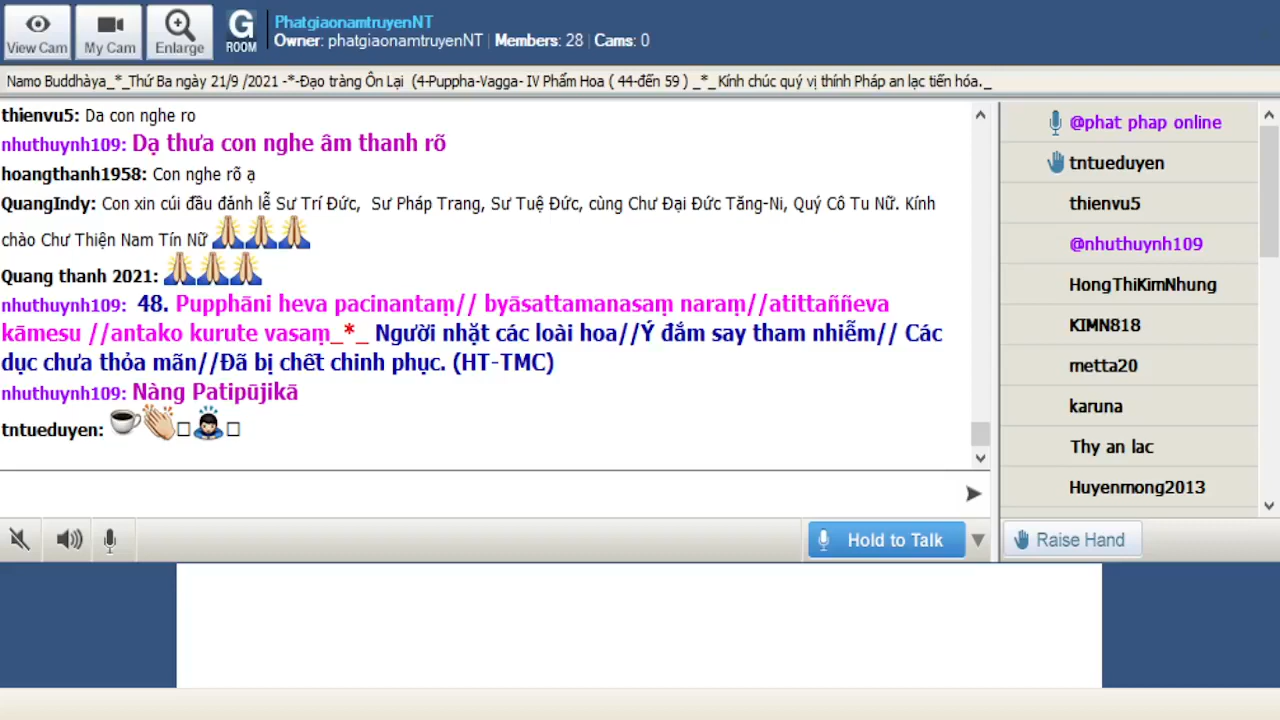 View Cam
My Cam
Enlarge
G
ROOM
PhatgiaonamtruyenNT
Owner: phatgiaonamtruyenNT | Members: 28 | Cams: 0
Namo Buddhàya_*_Thứ Ba ngày 21/9 /2021 -*-Đạo tràng Ôn Lại (4-Puppha-Vagga- IV Phẩm Hoa ( 44-đến 59 ) _*_Kính chúc quý vị thính Pháp an lạc tiến hóa._
thienvu5: Da con nghe ro
nhuthuynh109: Dạ thưa con nghe âm thanh rõ
hoangthanh1958: Con nghe rõ ạ
QuangIndy: Con xin cúi đầu đảnh lễ Sư Trí Đức, Sư Pháp Trang, Sư Tuệ Đức, cùng Chư Đại Đức Tăng-Ni, Quý Cô Tu Nữ. Kính
chào Chư Thiện Nam Tín Nữ 🙏🙏🙏
Quang thanh 2021: 🙏🙏🙏
nhuthuynh109: 48. Pupphāni heva pacinantaṃ// byāsattamanasaṃ naraṃ//atittaññeva
kāmesu //antako kurute vasaṃ_*_ Người nhặt các loài hoa//Ý đắm say tham nhiễm// Các
dục chưa thỏa mãn//Đã bị chết chinh phục. (HT-TMC)
nhuthuynh109: Nàng Patipūjikā
tntueduyen:
@phat phap online
tntueduyen
thienvu5
@nhuthuynh109
HongThiKimNhung
KIMN818
metta20
karuna
Thy an lac
Huyenmong2013
Hold to Talk
Raise Hand